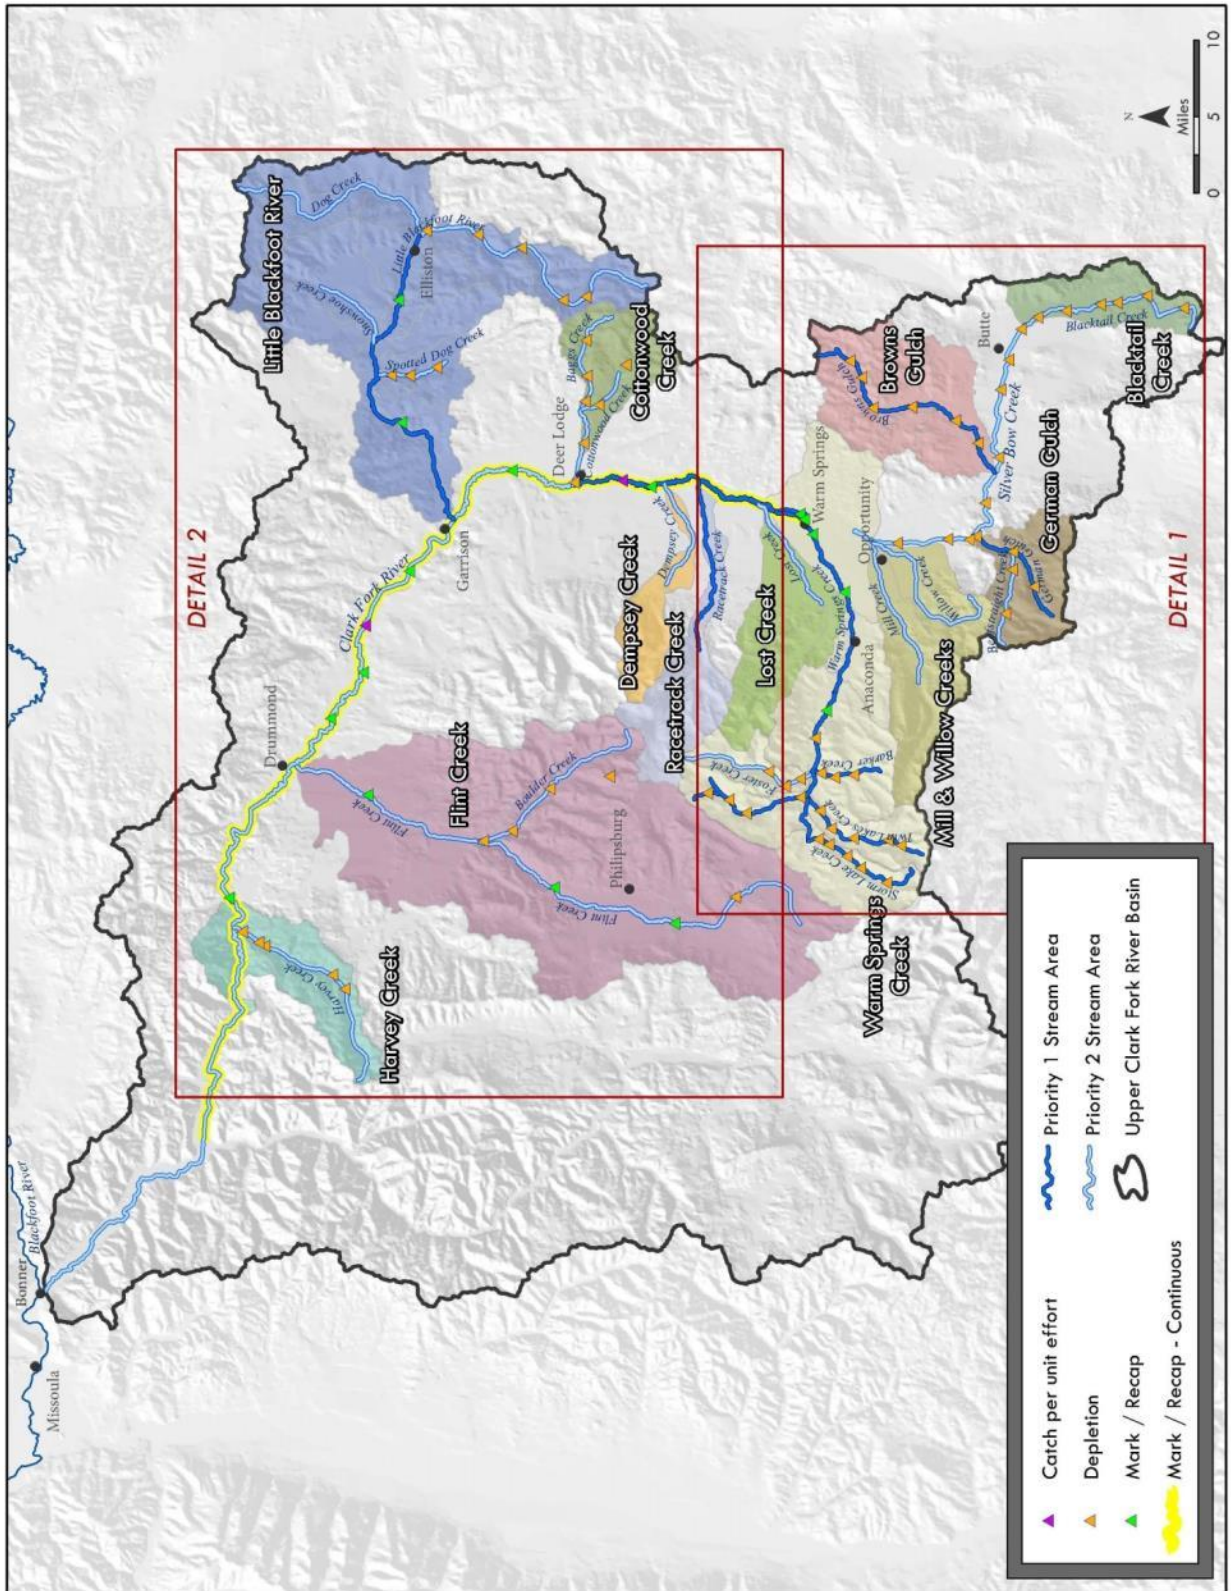 Missoula
Bonner
Blackfoot River
Drummond
Clark Fork River
DETAIL 2
Garrison
Little Blackfoot River
Dog Creek
Snowshoe Creek
Little Blackfoot River
Elliston
Spotted Dog Creek
Harvey Creek
Harvey Creek
Flint Creek
Flint Creek
Boulder Creek
Philipsburg
Flint Creek
Deer Lodge
Baggs Creek
Cottonwood Creek
Cottonwood
Creek
Dempsey Creek
Dempsey Creek
Racetrack Creek
Racetrack Creek
Lost Creek
Lost Creek
Warm Springs
Warm Springs Creek
Opportunity
Anaconda
Mill Creek
Willow Creek
Foster Creek
Barker Creek
Twin Lakes Creek
Storm Lake Creek
Warm Springs
Creek
Mill & Willow Creeks
Browns
Gulch
Browns Gulch
Butte
Silver Bow Creek
Blacktail Creek
Blacktail
Creek
German Gulch
German Gulch
Beefstraight Creek
DETAIL 1
N
Miles
0 5 10
Catch per unit effort
Depletion
Mark / Recap
Mark / Recap - Continuous
Priority 1 Stream Area
Priority 2 Stream Area
Upper Clark Fork River Basin